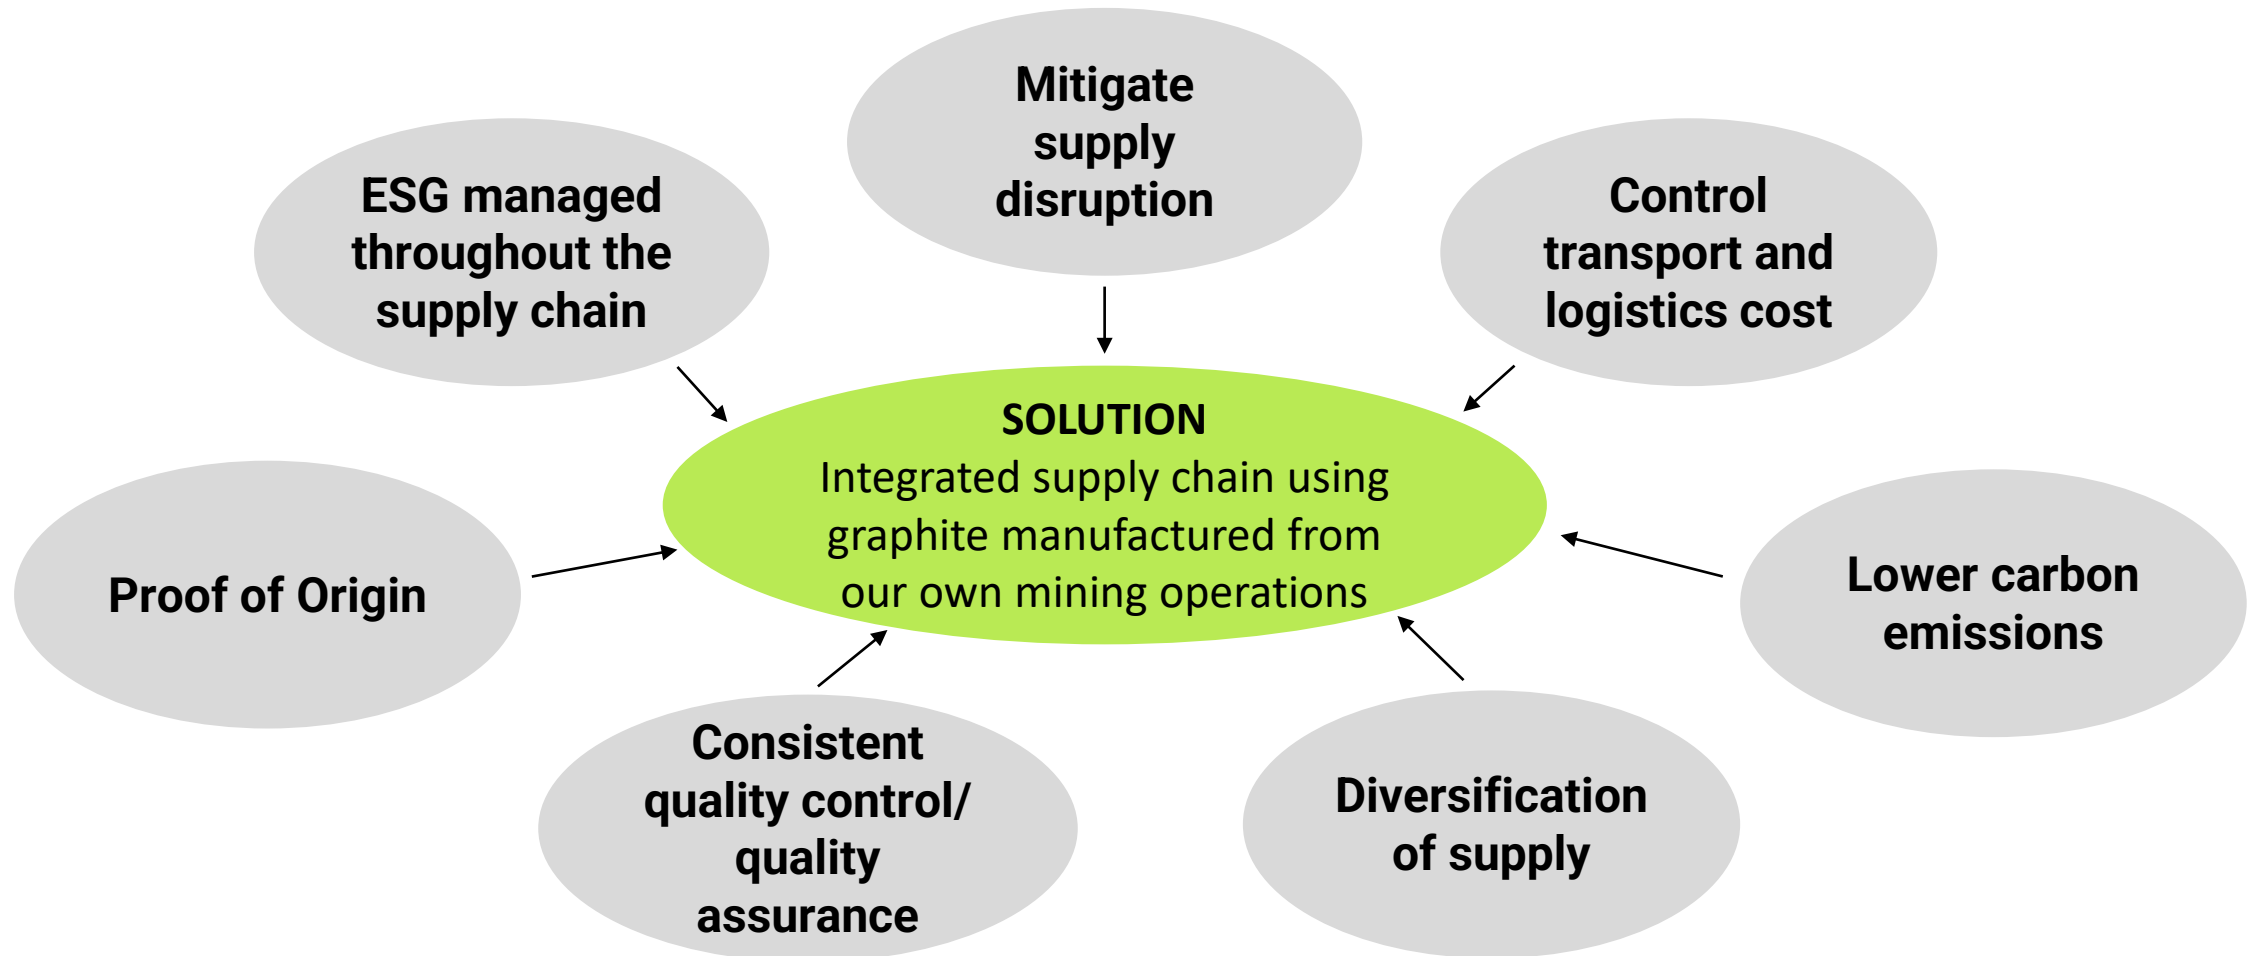 Mitigate
supply
disruption
ESG managed
throughout the
supply chain
Control
transport and
logistics cost
SOLUTION
Integrated supply chain using
graphite manufactured from
our own mining operations
Proof of Origin
Lower carbon
emissions
Consistent
quality control/
quality
assurance
Diversification
of supply